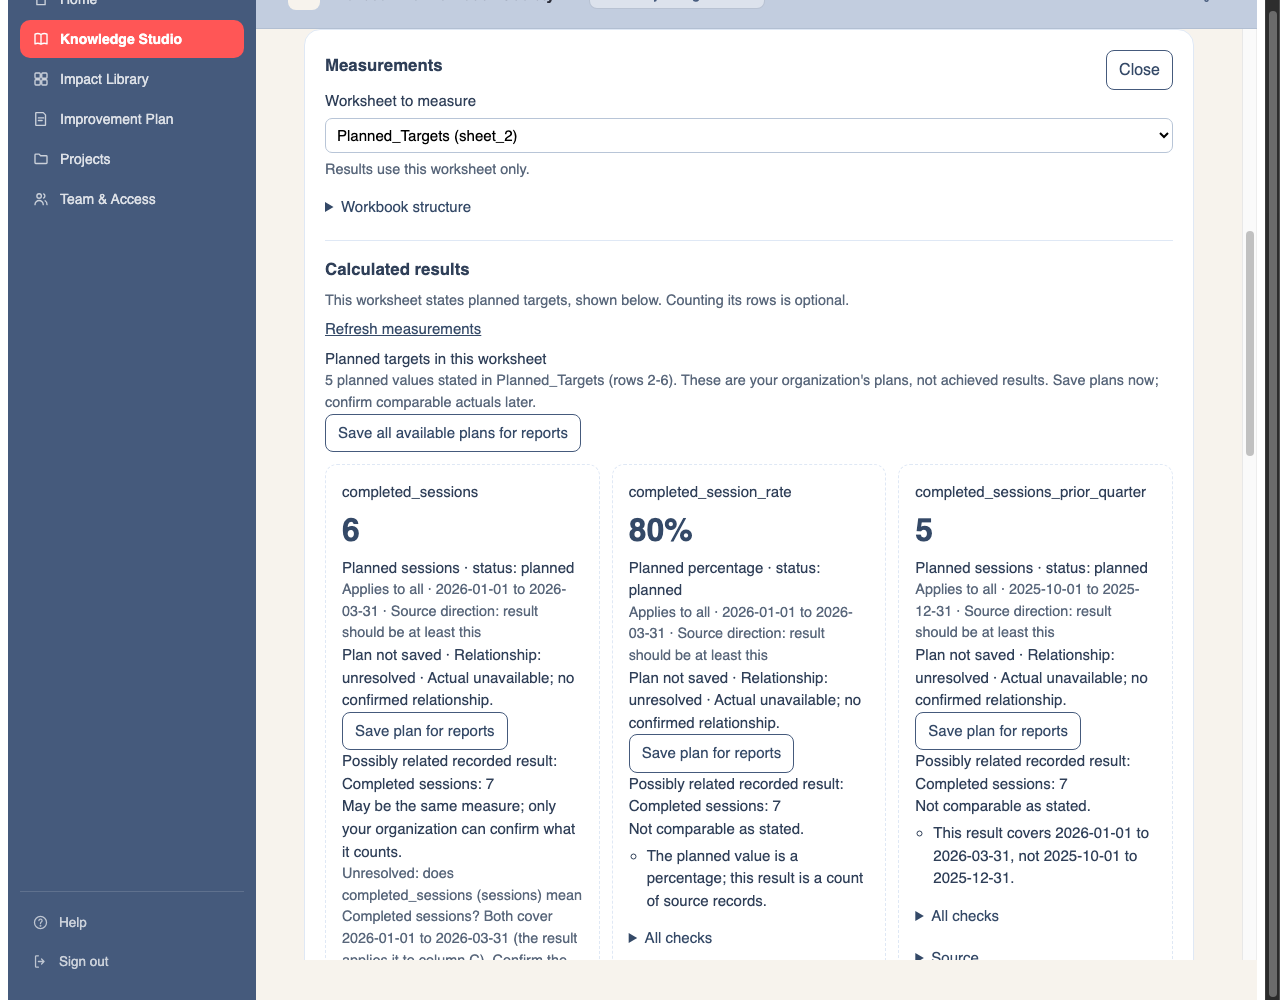 Home
Knowledge Studio
Impact Library
Improvement Plan
Projects
Team & Access
Help
Sign out
Measurements
Close
Worksheet to measure
Planned_Targets (sheet_2)
Results use this worksheet only.
Workbook structure
Calculated results
This worksheet states planned targets, shown below. Counting its rows is optional.
Refresh measurements
Planned targets in this worksheet
5 planned values stated in Planned_Targets (rows 2-6). These are your organization's plans, not achieved results. Save plans now;
confirm comparable actuals later.
Save all available plans for reports
completed_sessions
6
Planned sessions · status: planned
Applies to all · 2026-01-01 to 2026-
03-31 · Source direction: result
should be at least this
Plan not saved · Relationship:
unresolved · Actual unavailable; no
confirmed relationship.
Save plan for reports
Possibly related recorded result:
Completed sessions: 7
May be the same measure; only
your organization can confirm what
it counts.
Unresolved: does
completed_sessions (sessions) mean
Completed sessions? Both cover
2026-01-01 to 2026-03-31 (the result
applies it to column C). Confirm the
completed_session_rate
80%
Planned percentage · status:
planned
Applies to all · 2026-01-01 to 2026-
03-31 · Source direction: result
should be at least this
Plan not saved · Relationship:
unresolved · Actual unavailable; no
confirmed relationship.
Save plan for reports
Possibly related recorded result:
Completed sessions: 7
Not comparable as stated.
The planned value is a
percentage; this result is a count
of source records.
All checks
completed_sessions_prior_quarter
5
Planned sessions · status: planned
Applies to all · 2025-10-01 to 2025-
12-31 · Source direction: result
should be at least this
Plan not saved · Relationship:
unresolved · Actual unavailable; no
confirmed relationship.
Save plan for reports
Possibly related recorded result:
Completed sessions: 7
Not comparable as stated.
This result covers 2026-01-01 to
2026-03-31, not 2025-10-01 to
2025-12-31.
All checks
Source